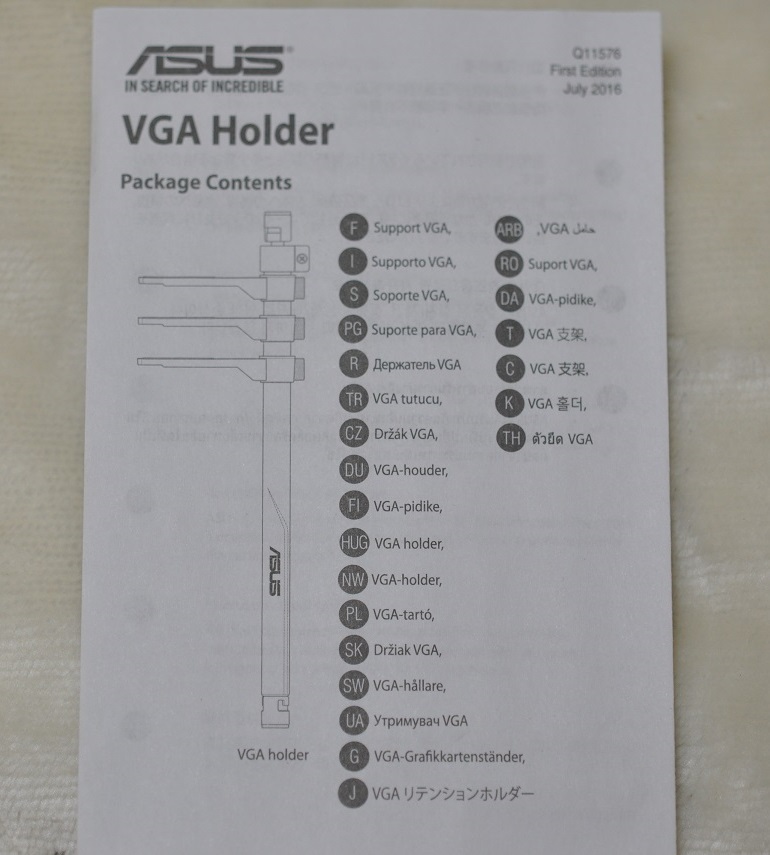 ASUS
IN SEARCH OF INCREDIBLE
Q11576
First Edition
July 2016
VGA Holder
Package Contents
ASUS
VGA holder
F Support VGA,
I Supporto VGA,
S Soporte VGA,
PG Suporte para VGA,
R Держатель VGA
TR VGA tutucu,
CZ Držák VGA,
DU VGA-houder,
FI VGA-pidike,
HUG VGA holder,
NW VGA-holder,
PL VGA-tartó,
SK Držiak VGA,
SW VGA-hållare,
UA Утримувач VGA
G VGA-Grafikkartenständer,
J VGA リテンションホルダー
ARB حامل VGA,
RO Suport VGA,
DA VGA-pidike,
T VGA 支架,
C VGA 支架,
K VGA 홀더,
TH ตัวยึด VGA